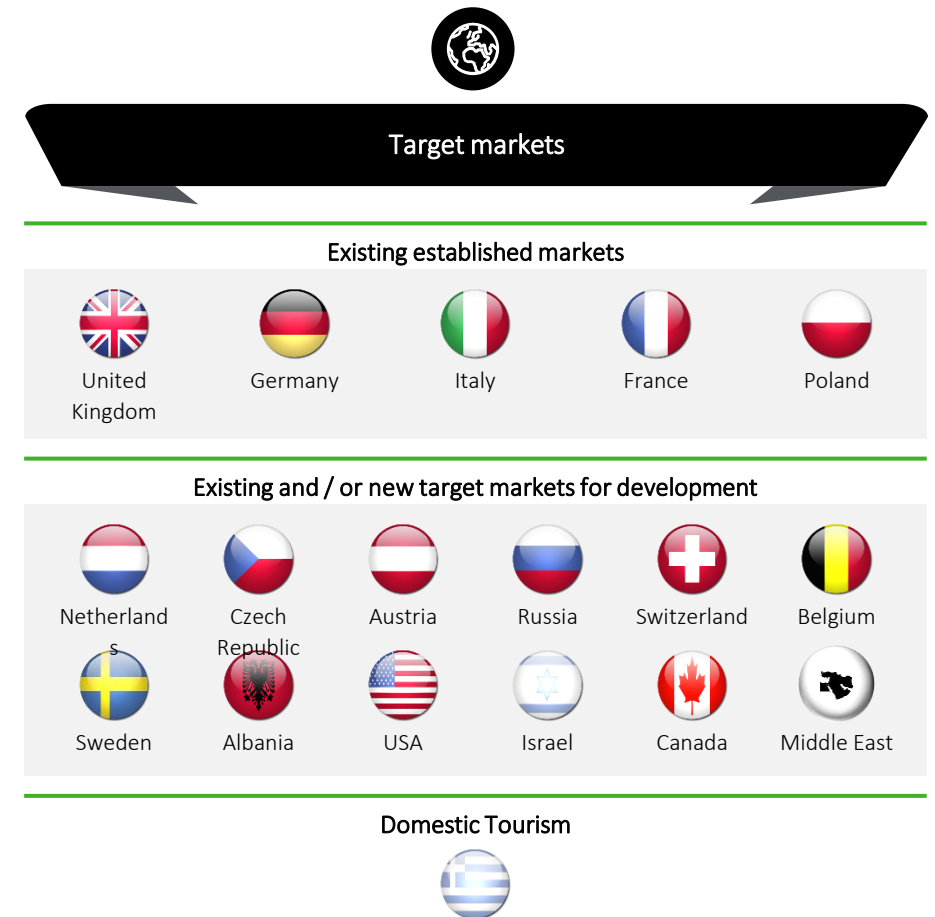 Target markets
Existing established markets
United
Kingdom
Germany
Italy
France
Poland
Existing and / or new target markets for development
Netherland
s
Czech
Republic
Austria
Russia
Switzerland
Belgium
Sweden
Albania
USA
Israel
Canada
Middle East
Domestic Tourism